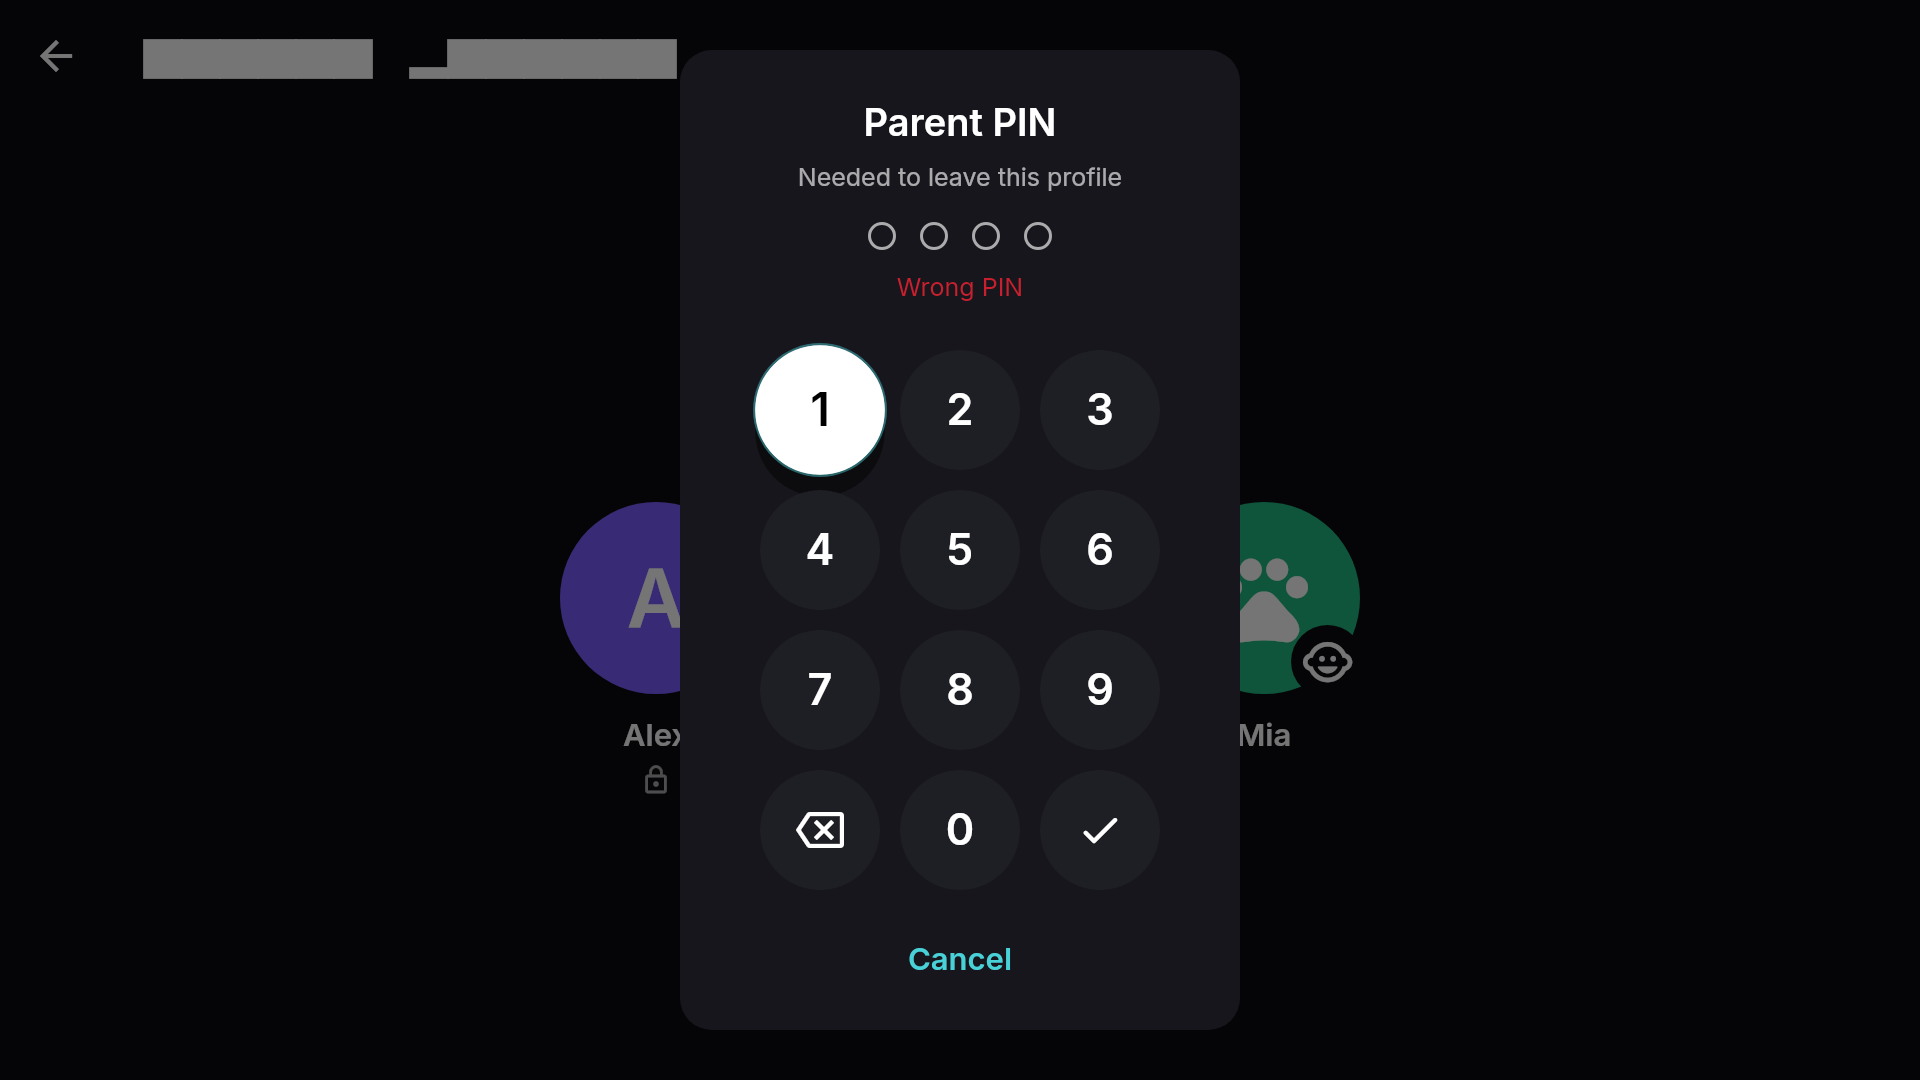 Parent PIN
Needed to leave this profile
Wrong PIN
1 2 3
4 5 6
7 8 9
0
Cancel
A
Alex
Mia